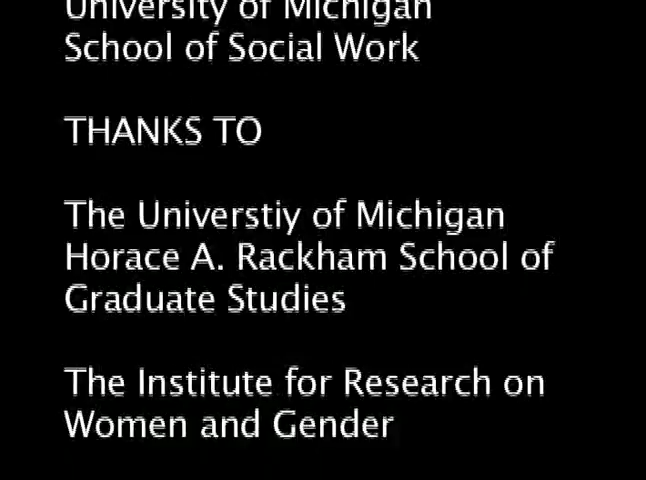 University of Michigan
School of Social Work
THANKS TO
The Universtiy of Michigan
Horace A. Rackham School of
Graduate Studies
The Institute for Research on
Women and Gender